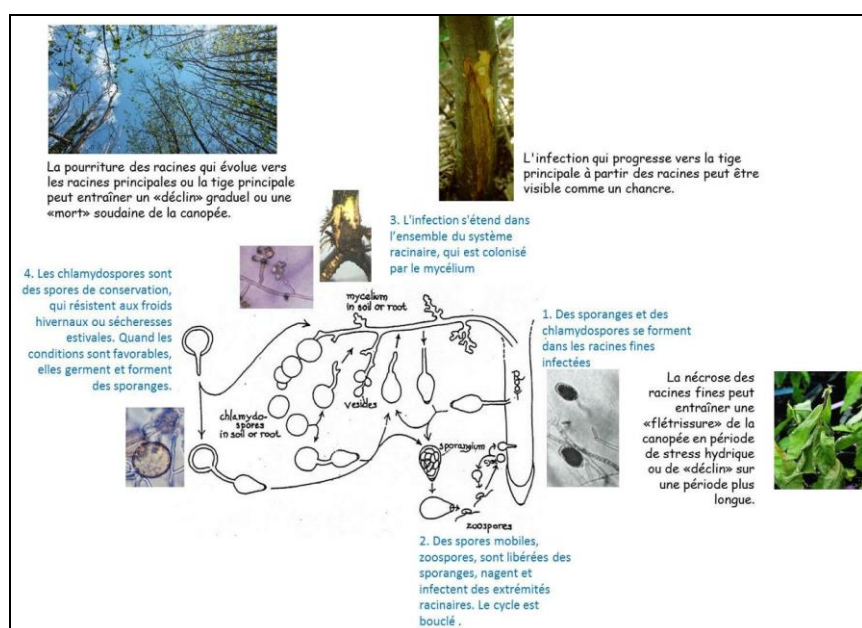 La pourriture des racines qui évolue vers
les racines principales ou la tige principale
peut entraîner un «déclin» graduel ou une
«mort» soudaine de la canopée.
L'infection qui progresse vers la tige
principale à partir des racines peut être
visible comme un chancre.
3. L'infection s'étend dans
l'ensemble du système
racinaire, qui est colonisé
par le mycélium
4. Les chlamydospores sont
des spores de conservation,
qui résistent aux froids
hivernaux ou sécheresses
estivales. Quand les
conditions sont favorables,
elles germent et forment
des sporanges.
1. Des sporanges et des
chlamydospores se forment
dans les racines fines
infectées
La nécrose des
racines fines peut
entraîner une
«flétrissure» de la
canopée en période
de stress hydrique
ou de «déclin» sur
une période plus
longue.
mycelium
in soil or root
vesicles
chlamydo-
spores
in soil or root
sporangium
zoospores
2. Des spores mobiles,
zoospores, sont libérées des
sporanges, nagent et
infectent des extrémités
racinaires. Le cycle est
bouclé .